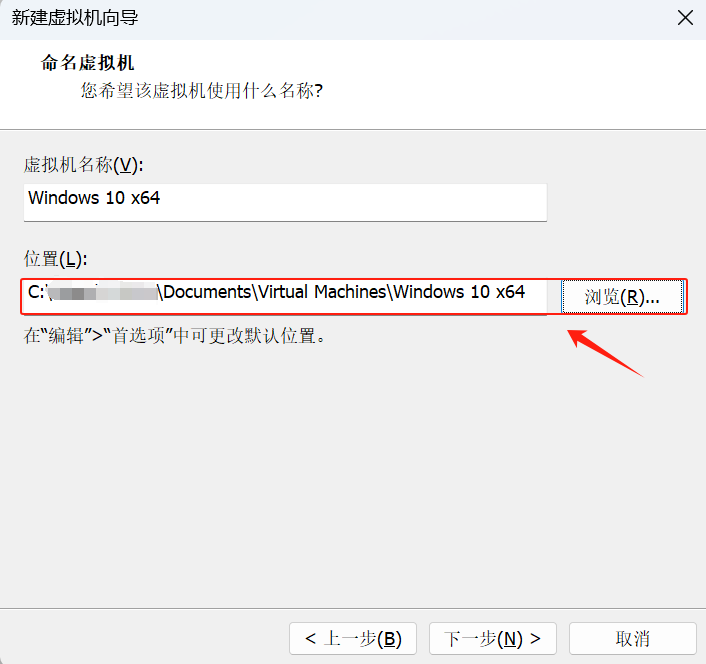 新建虚拟机向导
命名虚拟机
您希望该虚拟机使用什么名称?
虚拟机名称(V):
Windows 10 x64
位置(L):
C:\ \Documents\Virtual Machines\Windows 10 x64
浏览(R)...
在“编辑”>“首选项”中可更改默认位置。
< 上一步(B)
下一步(N) >
取消